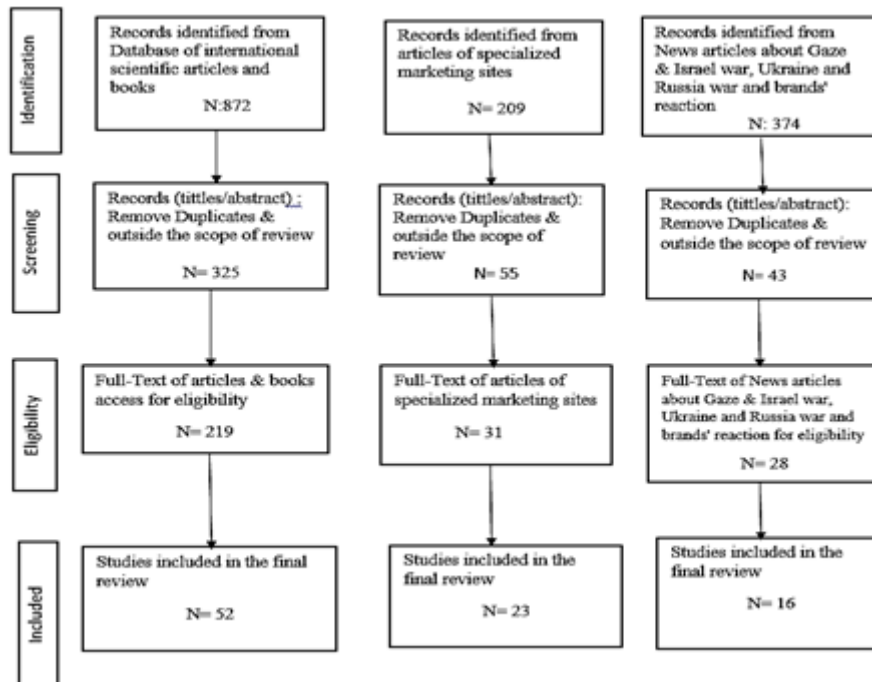 Identification
Records identified from
Database of international
scientific articles and
books
N:872
Records identified from
articles of specialized
marketing sites
N= 209
Records identified from
News articles about Gaze
& Israel war, Ukraine and
Russia war and brands'
reaction
N: 374
Screening
Records (tittles/abstract) :
Remove Duplicates &
outside the scope of review
N= 325
Records (tittles/abstract):
Remove Duplicates &
outside the scope of
review
N= 55
Records (tittles/abstract):
Remove Duplicates &
outside the scope of review
N= 43
Eligibility
Full-Text of articles & books
access for eligibility
N= 219
Full-Text of articles of
specialized marketing sites
N= 31
Full-Text of News articles
about Gaze & Israel war,
Ukraine and Russia war and
brands' reaction for eligibility
N= 28
Included
Studies included in the final
review
N= 52
Studies included in the
final review
N= 23
Studies included in the
final review
N= 16